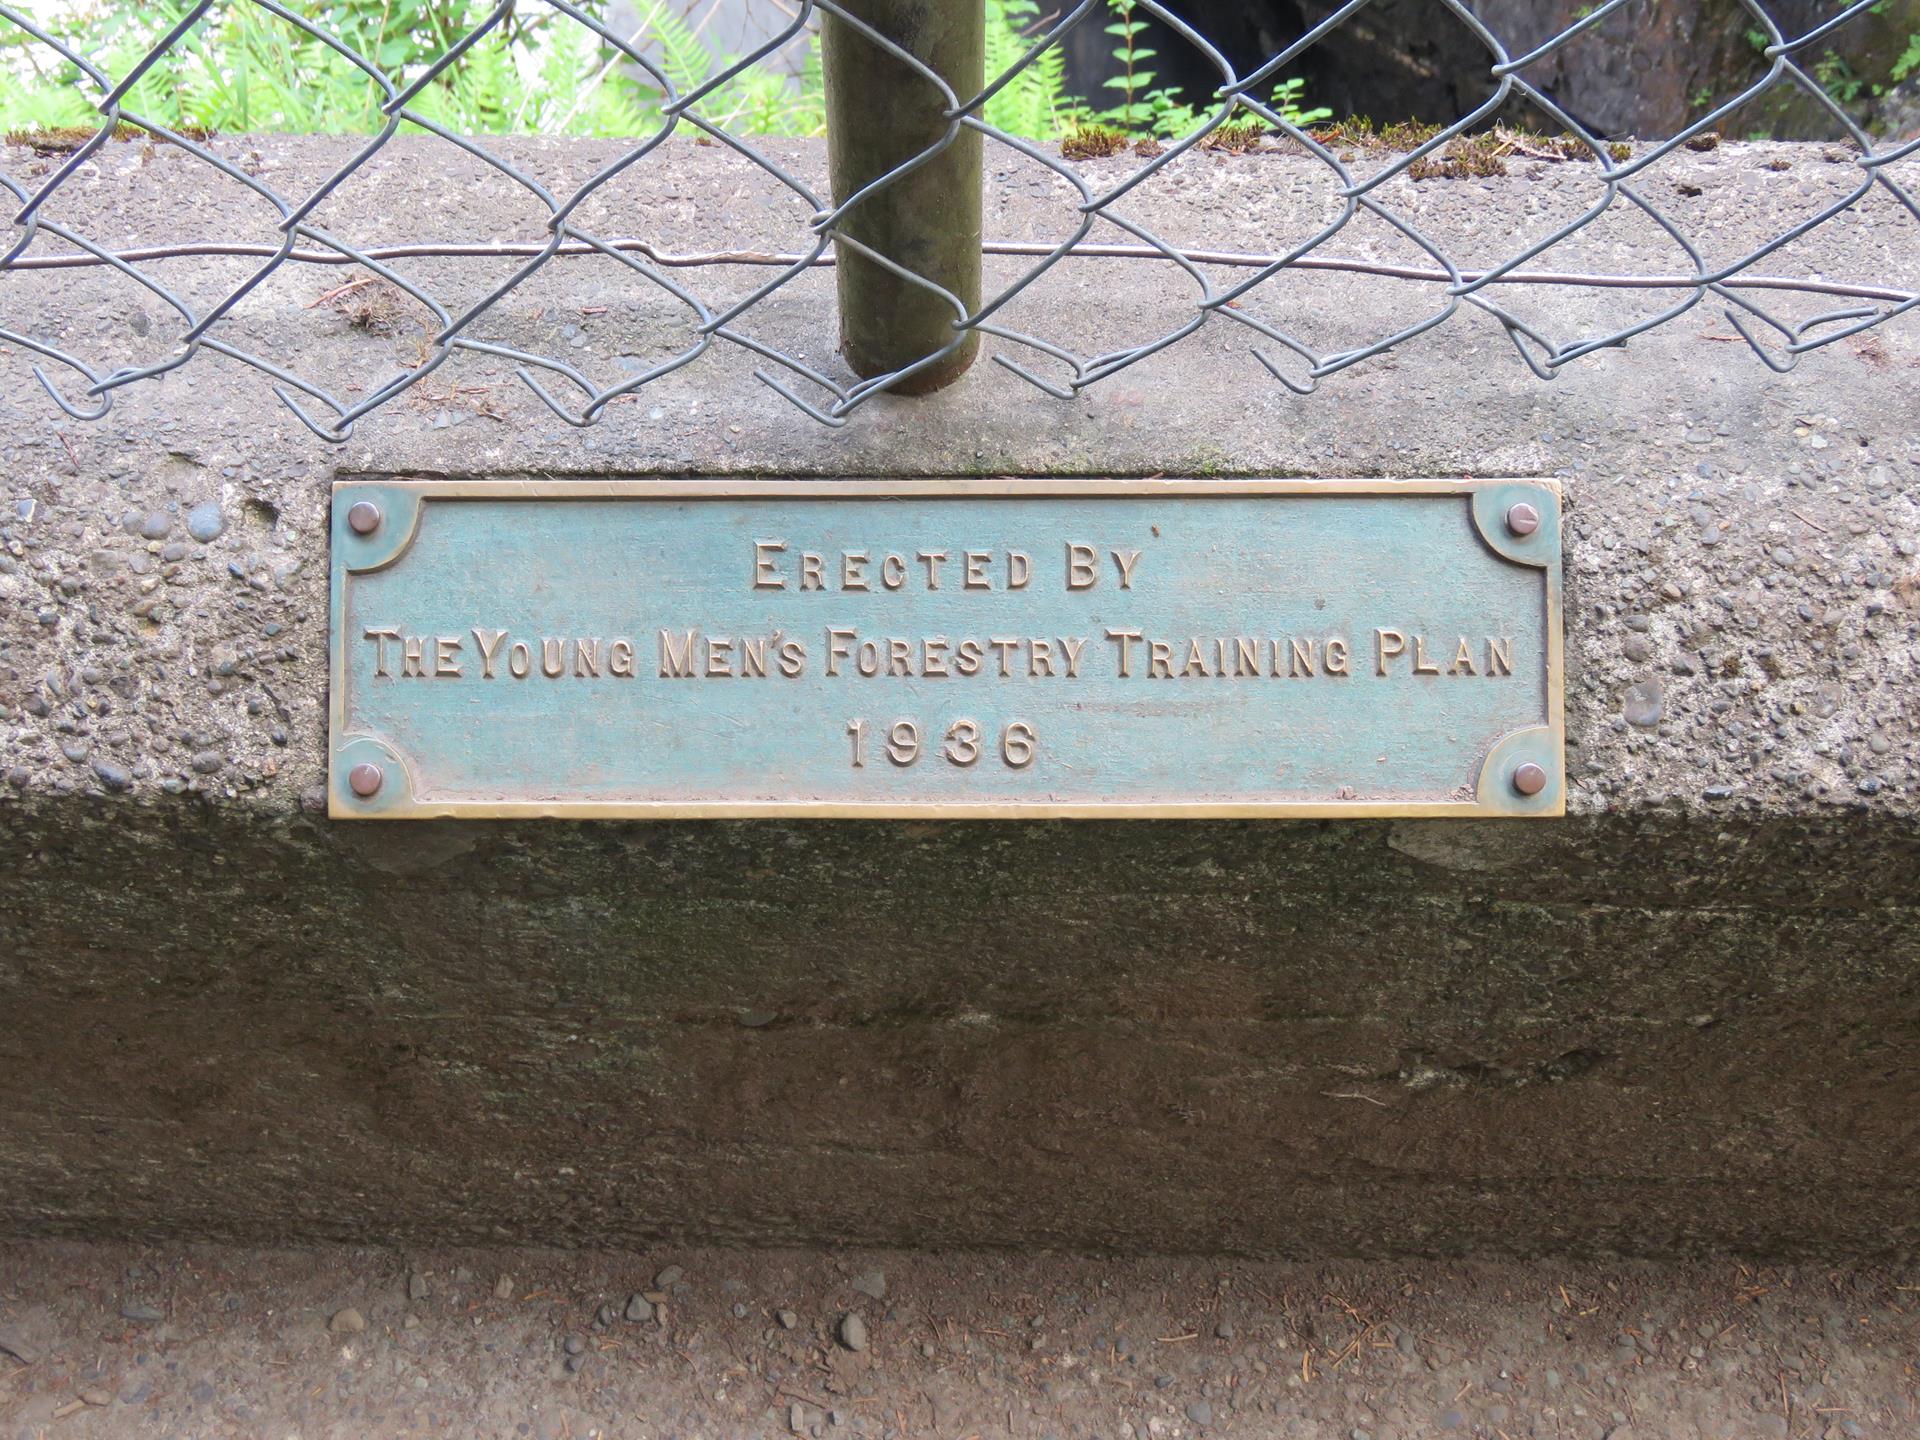 Erected By
The Young Men's Forestry Training Plan
1936